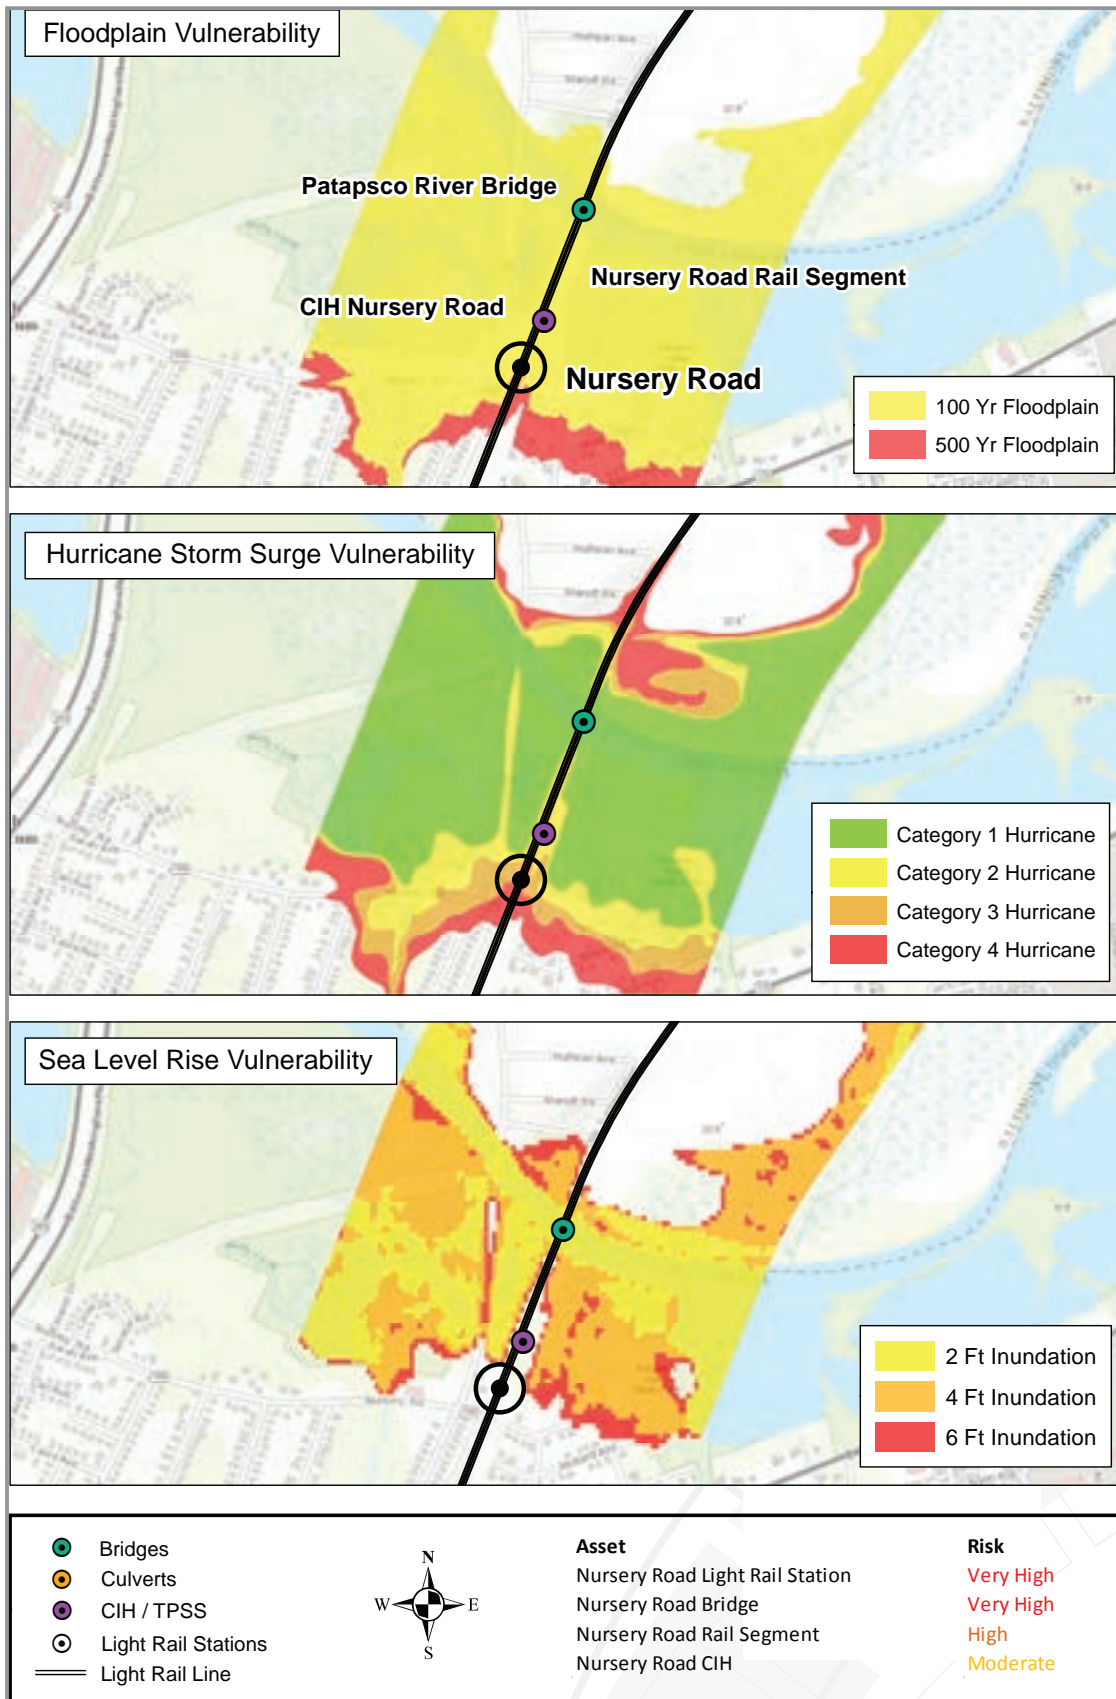 Floodplain Vulnerability
Patapsco River Bridge
Nursery Road Rail Segment
CIH Nursery Road
Nursery Road
100 Yr Floodplain
500 Yr Floodplain
Hurricane Storm Surge Vulnerability
Category 1 Hurricane
Category 2 Hurricane
Category 3 Hurricane
Category 4 Hurricane
Sea Level Rise Vulnerability
2 Ft Inundation
4 Ft Inundation
6 Ft Inundation
Bridges
Culverts
CIH / TPSS
Light Rail Stations
Light Rail Line
N
W E
S
Asset Risk
Nursery Road Light Rail Station Very High
Nursery Road Bridge Very High
Nursery Road Rail Segment High
Nursery Road CIH Moderate